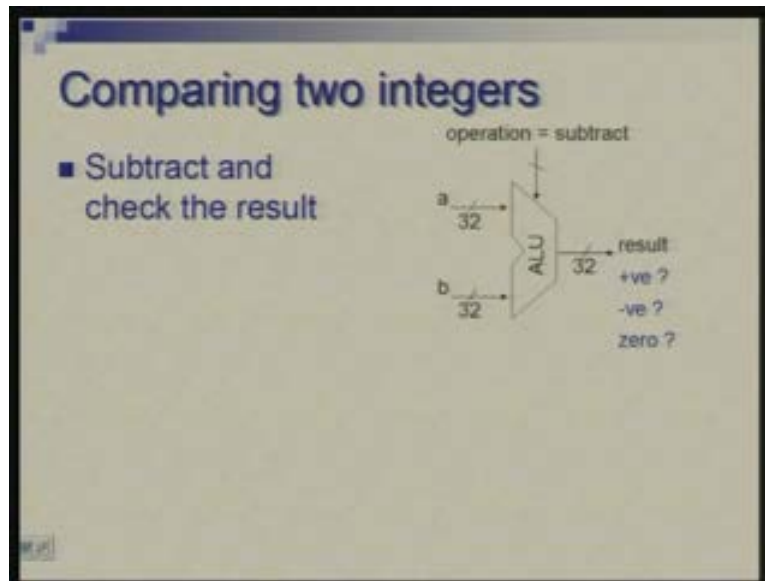 Comparing two integers
■ Subtract and
check the result
operation = subtract
a
32
b
32
ALU
32
result
+ve ?
-ve ?
zero ?